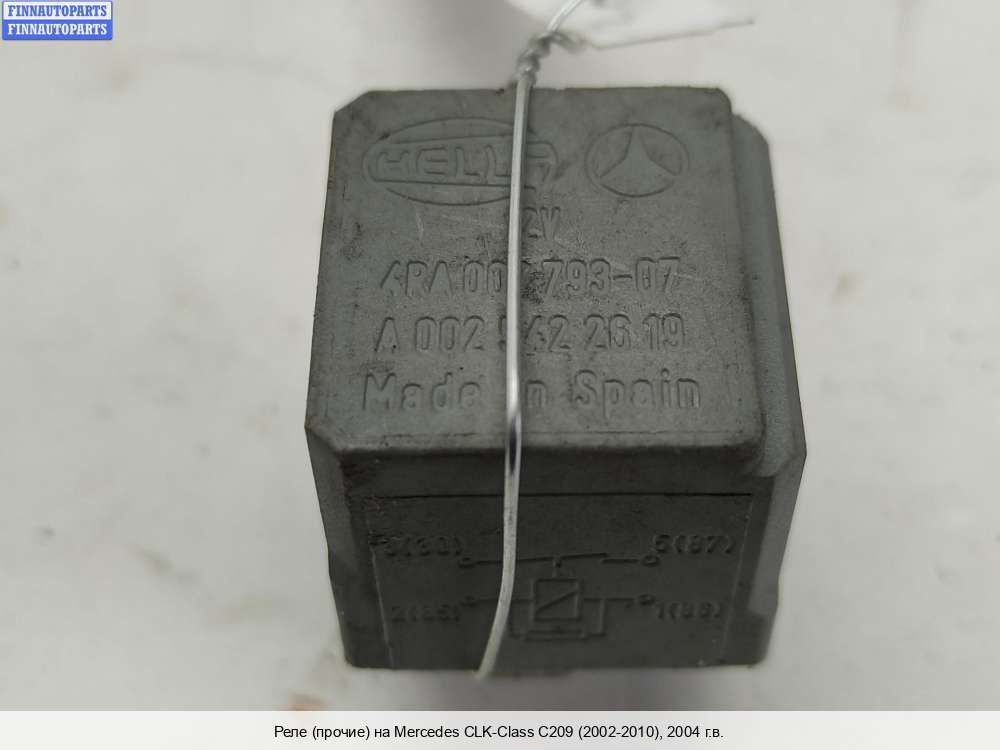 FINNAUTOPARTS
FINNAUTOPARTS
HELLA
12V
4RA 007 793-07
A 002 542 26 19
Made in Spain
3(30) 5(87)
2(85) 1(86)
Реле (прочие) на Mercedes CLK-Class C209 (2002-2010), 2004 г.в.